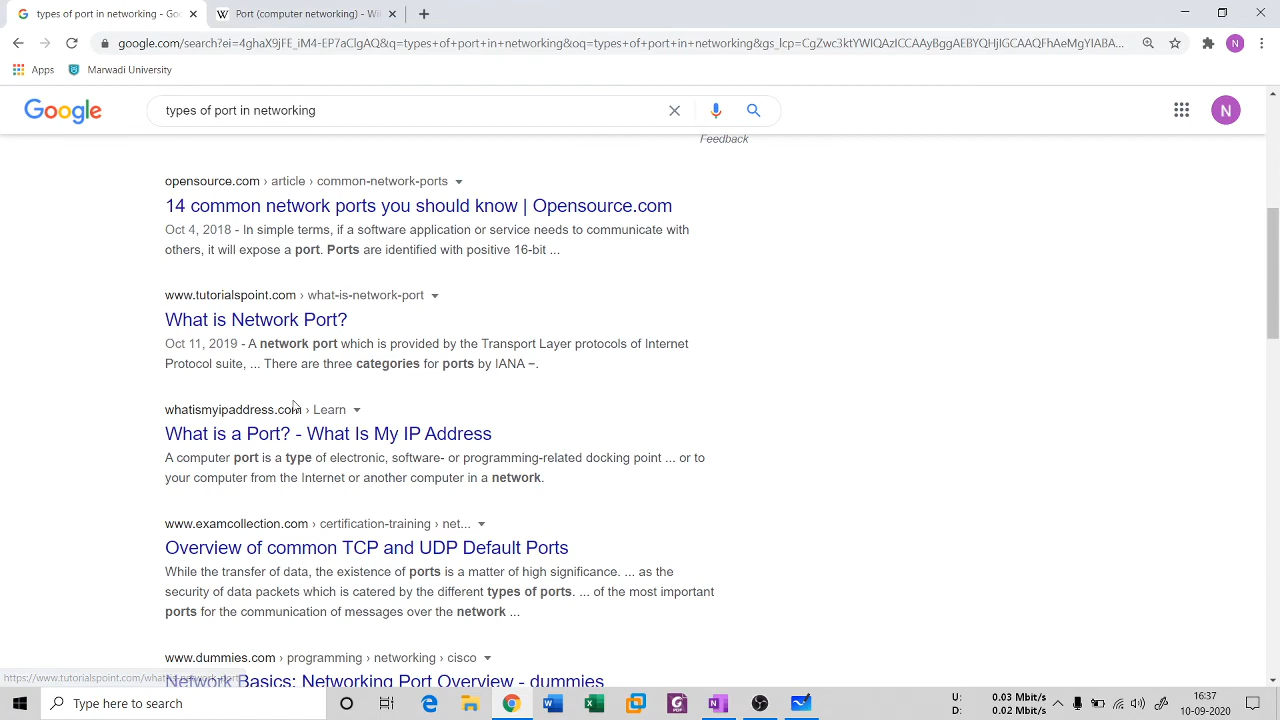 types of port in networking - Goo
Port (computer networking) - Wi
google.com/search?ei=4ghaX9jFE_iM4-EP7aClgAQ&q=types+of+port+in+networking&oq=types+of+port+in+networking&gs_lcp=CgZwc3ktYWIQAzICCAAyBggAEBYQHjIGCAAQFhAeMgYIABA...
N
Apps
Marwadi University
Google
types of port in networking
N
Feedback
opensource.com › article › common-network-ports
14 common network ports you should know | Opensource.com
Oct 4, 2018 - In simple terms, if a software application or service needs to communicate with
others, it will expose a port. Ports are identified with positive 16-bit ...
www.tutorialspoint.com › what-is-network-port
What is Network Port?
Oct 11, 2019 - A network port which is provided by the Transport Layer protocols of Internet
Protocol suite, ... There are three categories for ports by IANA −.
whatismyipaddress.com › Learn
What is a Port? - What Is My IP Address
A computer port is a type of electronic, software- or programming-related docking point ... or to
your computer from the Internet or another computer in a network.
www.examcollection.com › certification-training › net...
Overview of common TCP and UDP Default Ports
While the transfer of data, the existence of ports is a matter of high significance. ... as the
security of data packets which is catered by the different types of ports. ... of the most important
ports for the communication of messages over the network ...
www.dummies.com › programming › networking › cisco
Network Basics: Networking Port Overview - dummies
https://www.tutorialspoint.com/what-is-network-port
Type here to search
U: 0.03 Mbit/s
D: 0.02 Mbit/s
16:37
10-09-2020